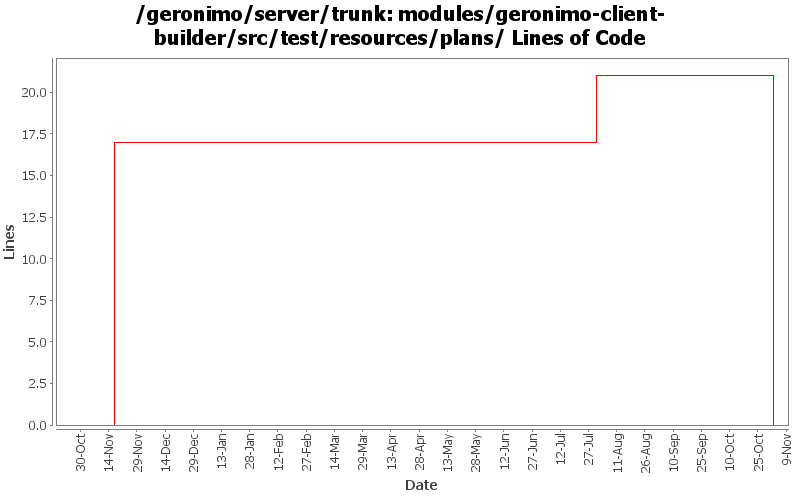 /geronimo/server/trunk: modules/geronimo-client-
builder/src/test/resources/plans/ Lines of Code
Lines
20.0
17.5
15.0
12.5
10.0
7.5
5.0
2.5
0.0
30-Oct
14-Nov
29-Nov
14-Dec
29-Dec
13-Jan
28-Jan
12-Feb
27-Feb
14-Mar
29-Mar
13-Apr
28-Apr
13-May
28-May
12-Jun
27-Jun
12-Jul
27-Jul
11-Aug
26-Aug
10-Sep
25-Sep
10-Oct
25-Oct
9-Nov
Date